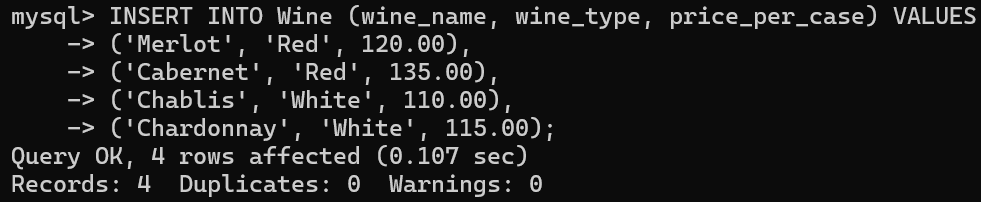 mysql> INSERT INTO Wine (wine_name, wine_type, price_per_case) VALUES
    -> ('Merlot', 'Red', 120.00),
    -> ('Cabernet', 'Red', 135.00),
    -> ('Chablis', 'White', 110.00),
    -> ('Chardonnay', 'White', 115.00);
Query OK, 4 rows affected (0.107 sec)
Records: 4  Duplicates: 0  Warnings: 0